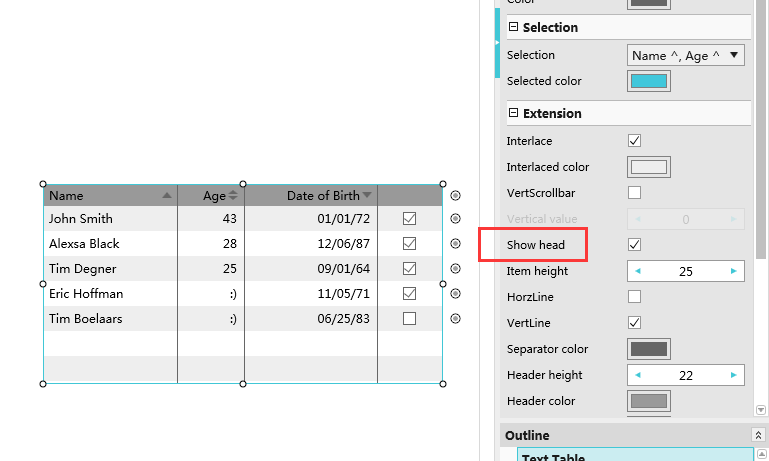 Name Age Date of Birth
John Smith 43 01/01/72
Alexsa Black 28 12/06/87
Tim Degner 25 09/01/64
Eric Hoffman :) 11/05/71
Tim Boelaars :) 06/25/83
Selection
Selection Name ^, Age ^
Selected color
Extension
Interlace
Interlaced color
VertScrollbar
Vertical value 0
Show head
Item height 25
HorzLine
VertLine
Separator color
Header height 22
Header color
Outline
Text Table